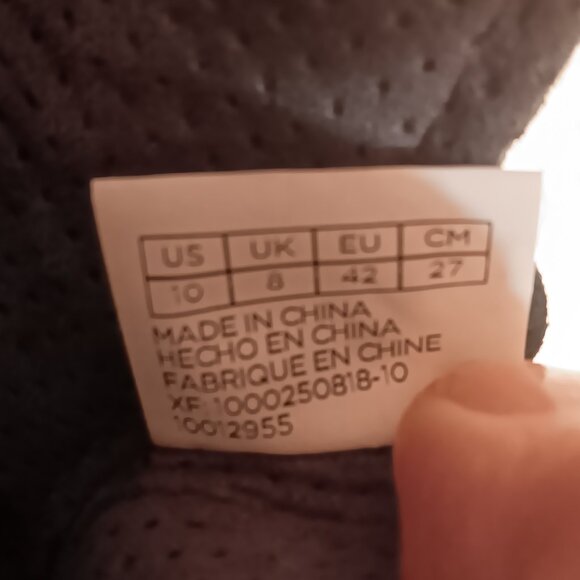 US UK EU CM
10 8 42 27
MADE IN CHINA
HECHO EN CHINA
FABRIQUE EN CHINE
XF: 1000250818-10
10012955